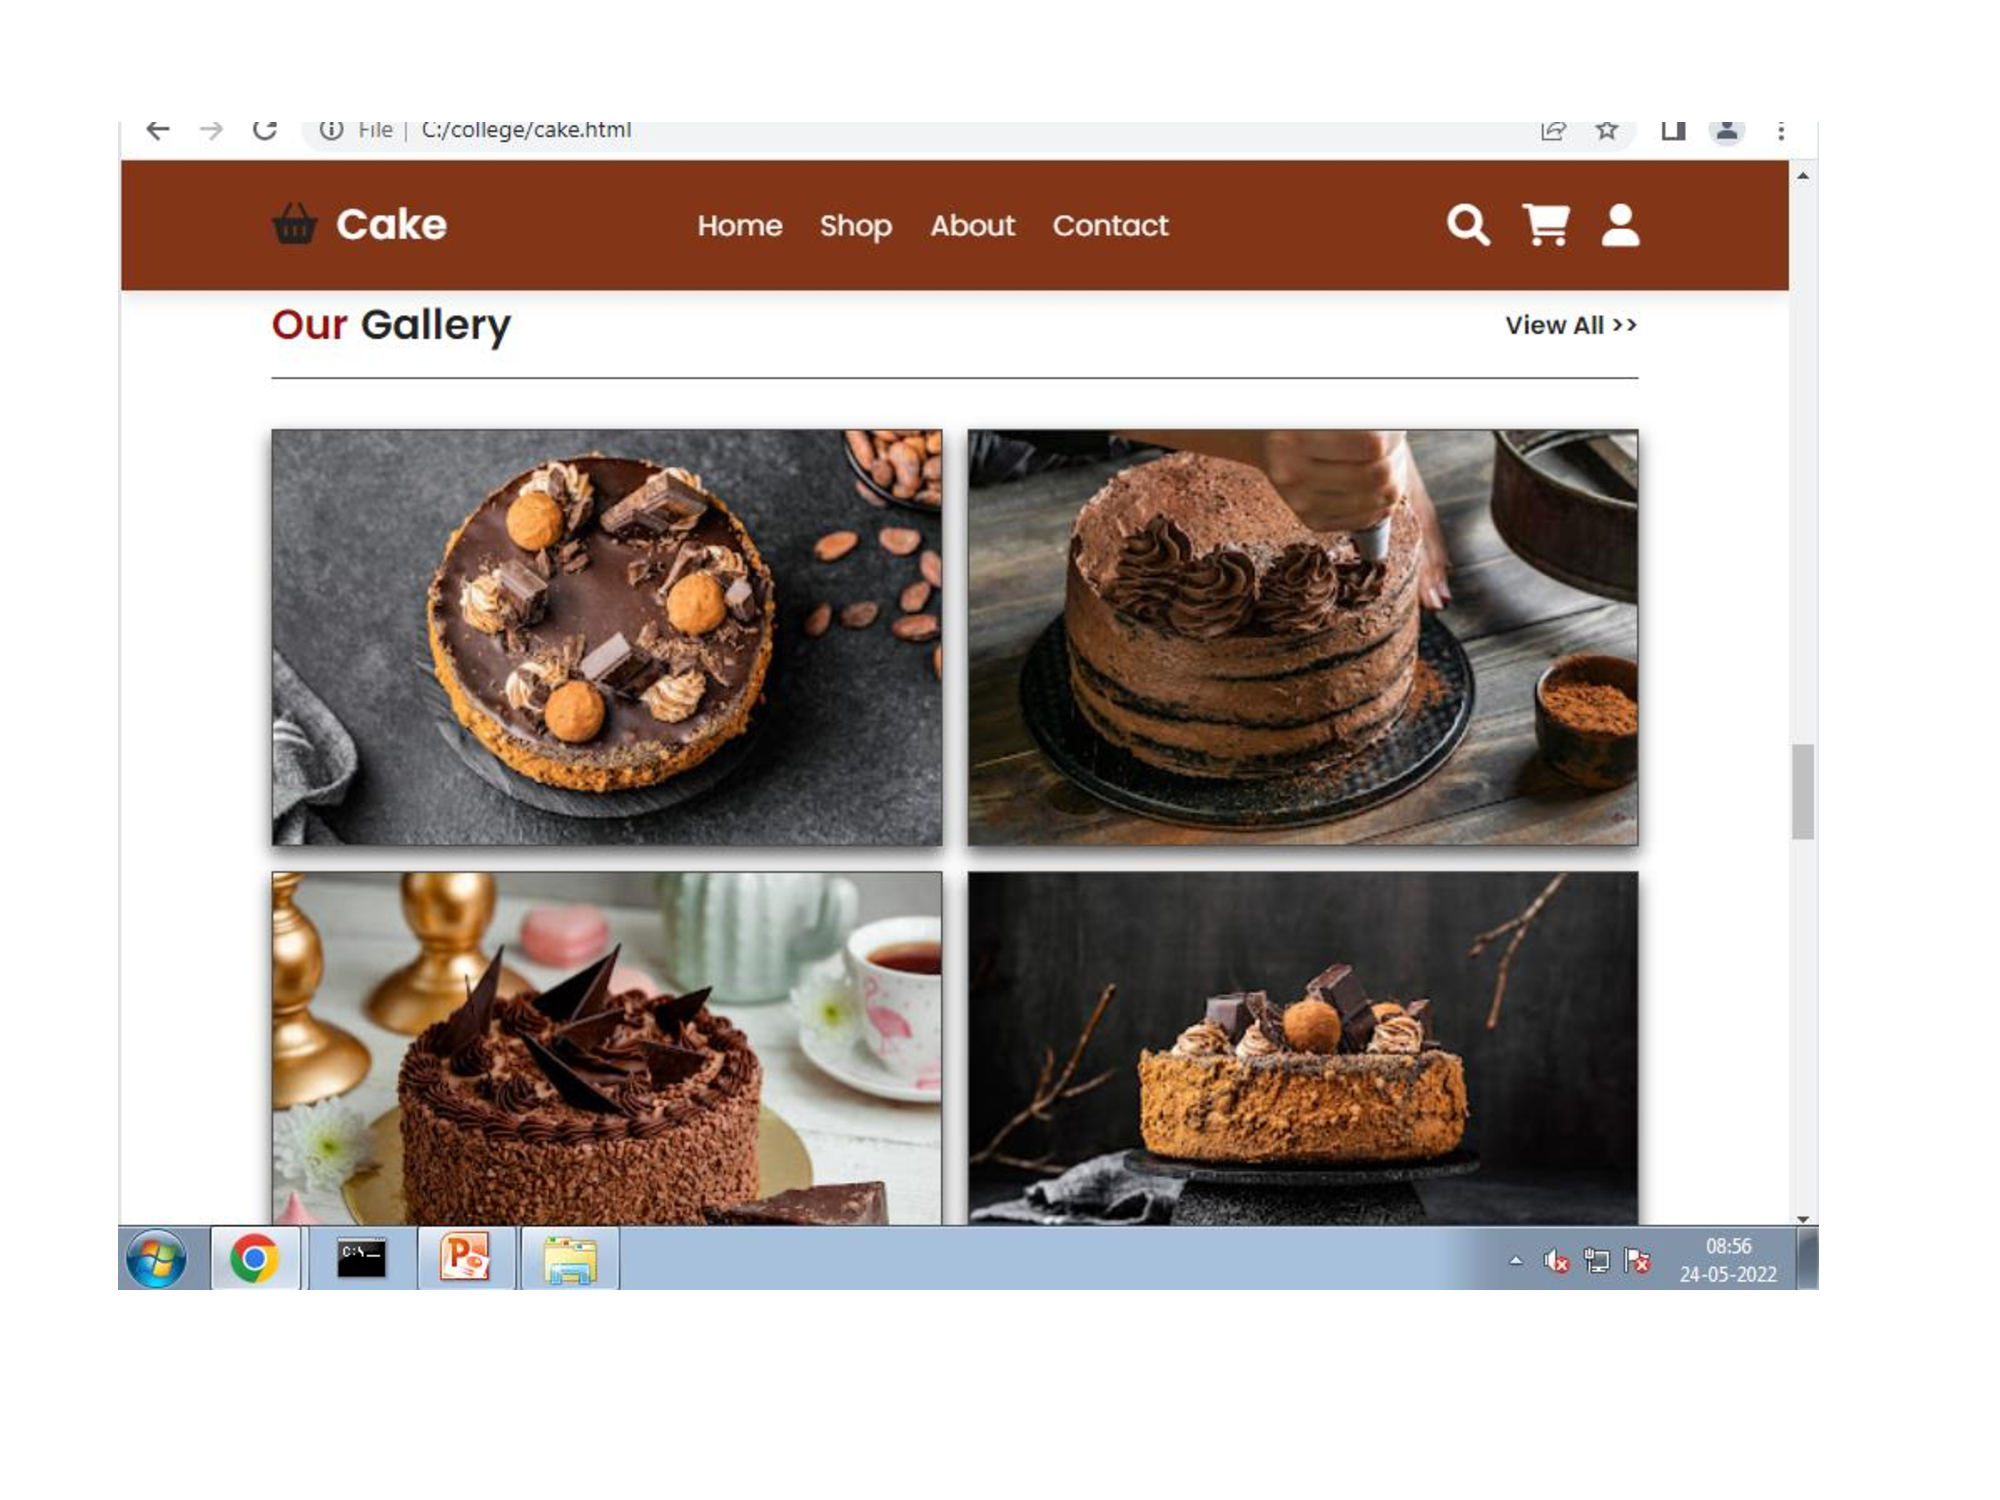 File | C:/college/cake.html
Cake Home Shop About Contact
Our Gallery View All >>
C:\_
P
08:56
24-05-2022